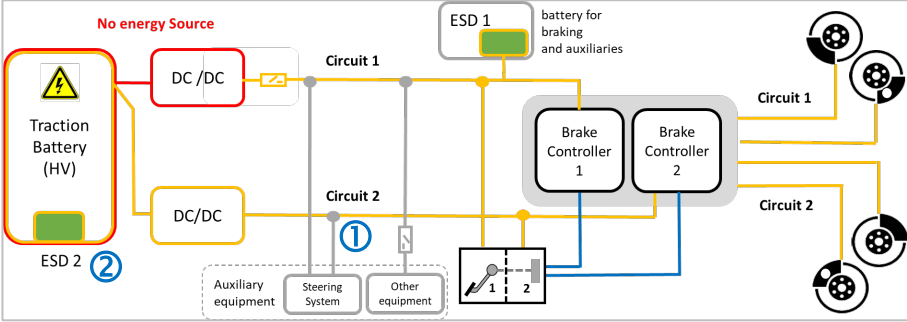 No energy Source
ESD 1
battery for
braking
and auxiliaries
DC /DC
Circuit 1
Traction
Battery
(HV)
Circuit 1
Brake
Controller
1
Brake
Controller
2
Circuit 2
DC/DC
Circuit 2
①
ESD 2
②
Auxiliary
equipment
Steering
System
Other
equipment
1
2